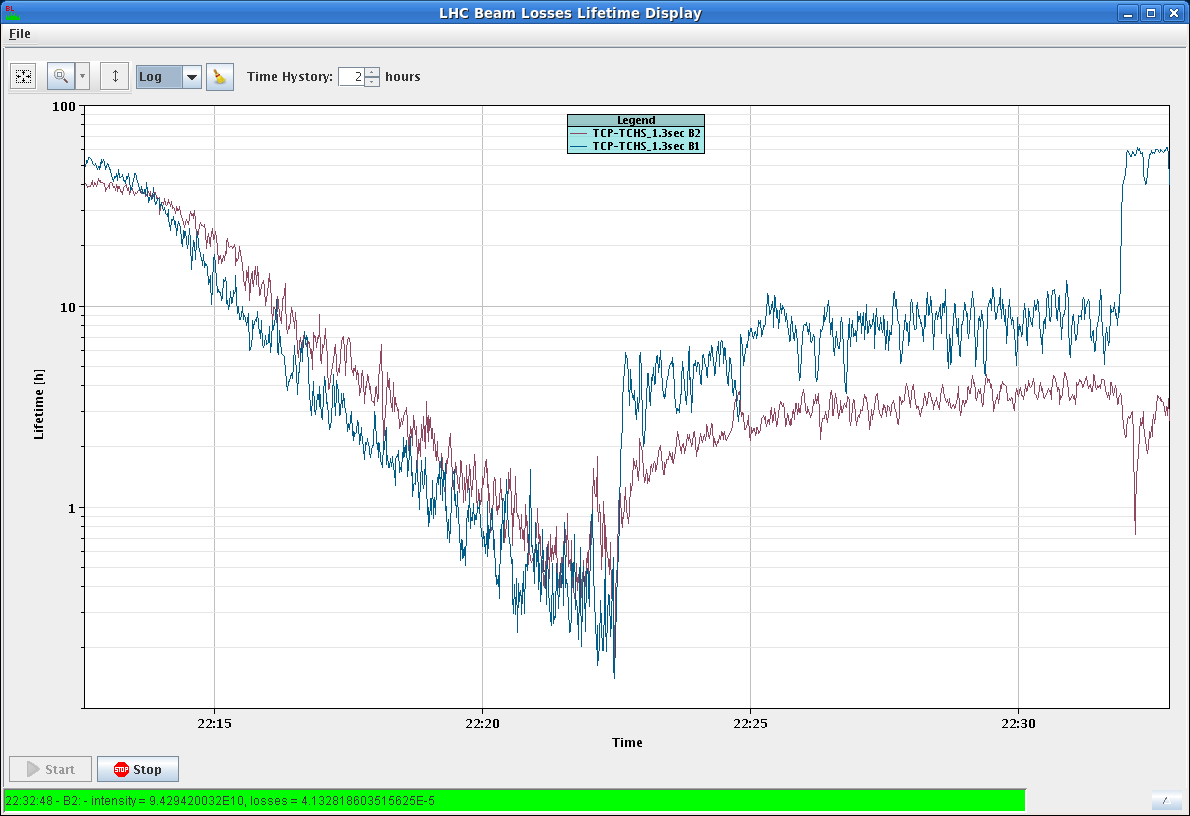 BL
LHC Beam Losses Lifetime Display
File
Log
Time Hystory: 2 hours
100
Legend
TCP-TCHS_1.3sec B2
TCP-TCHS_1.3sec B1
10
Lifetime [h]
1
22:15 22:20 22:25 22:30
Time
Start STOP Stop
22:32:48 - B2: - intensity = 9.429420032E10, losses = 4.132818603515625E-5